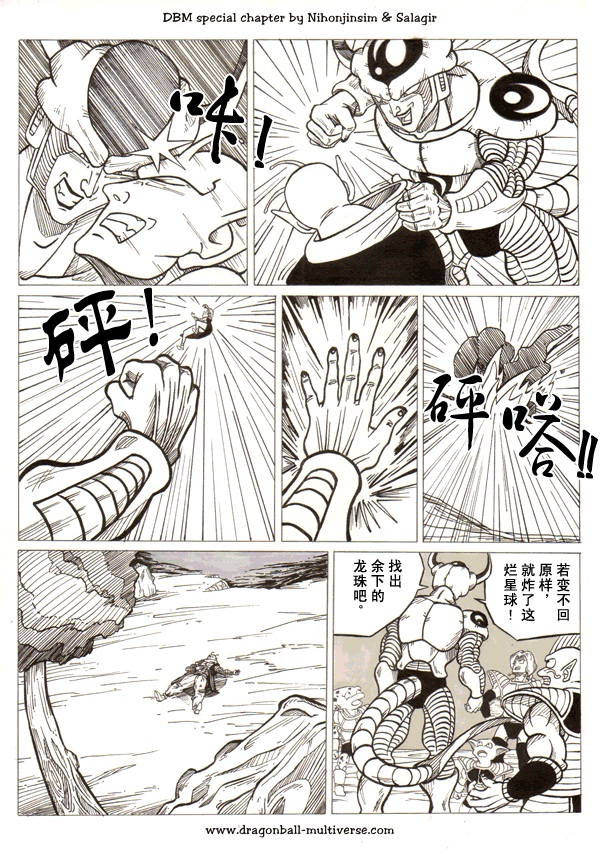 DBM special chapter by Nihonjinsim & Salagir
咔！
砰！
砰嗒!!
若变不回
原样，
就炸了这
烂星球！
找出
余下的
龙珠吧。
www.dragonball-multiverse.com